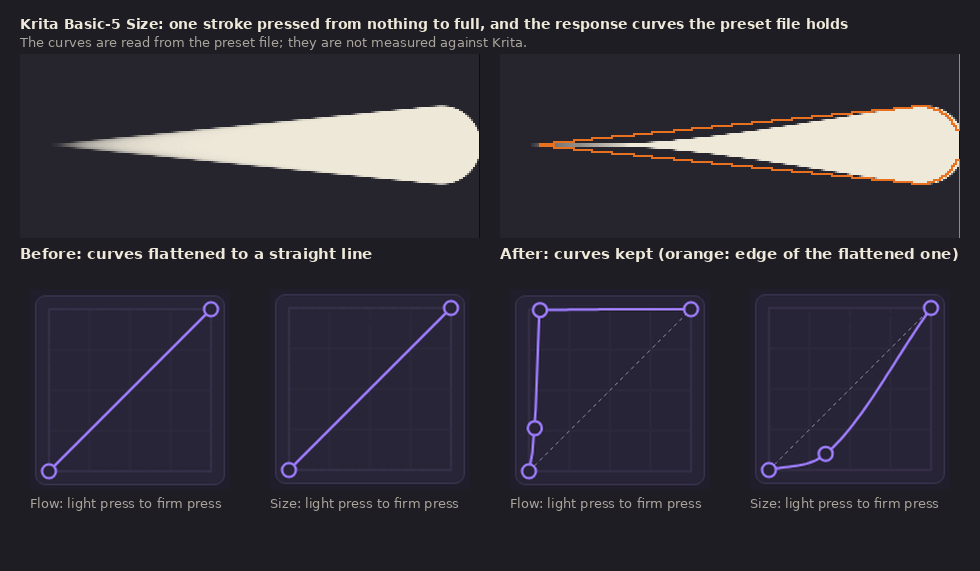 Krita Basic-5 Size: one stroke pressed from nothing to full, and the response curves the preset file holds
The curves are read from the preset file; they are not measured against Krita.
Before: curves flattened to a straight line
After: curves kept (orange: edge of the flattened one)
Flow: light press to firm press
Size: light press to firm press
Flow: light press to firm press
Size: light press to firm press